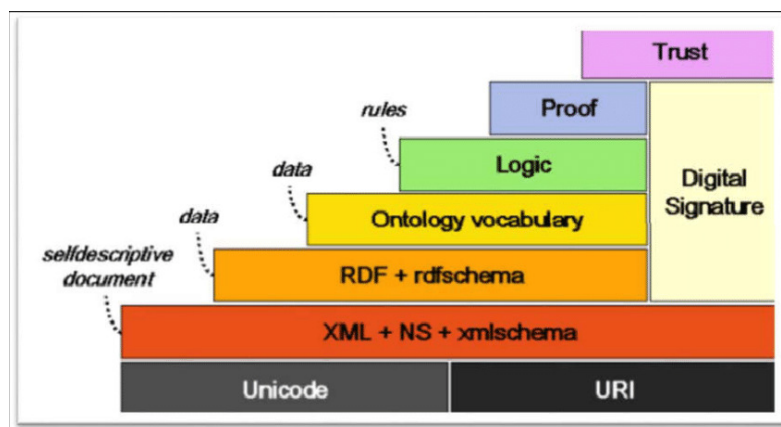 Trust
Proof
rules
Logic
Digital
Signature
data
Ontology vocabulary
data
RDF + rdfschema
selfdescriptive
document
XML + NS + xmlschema
Unicode
URI